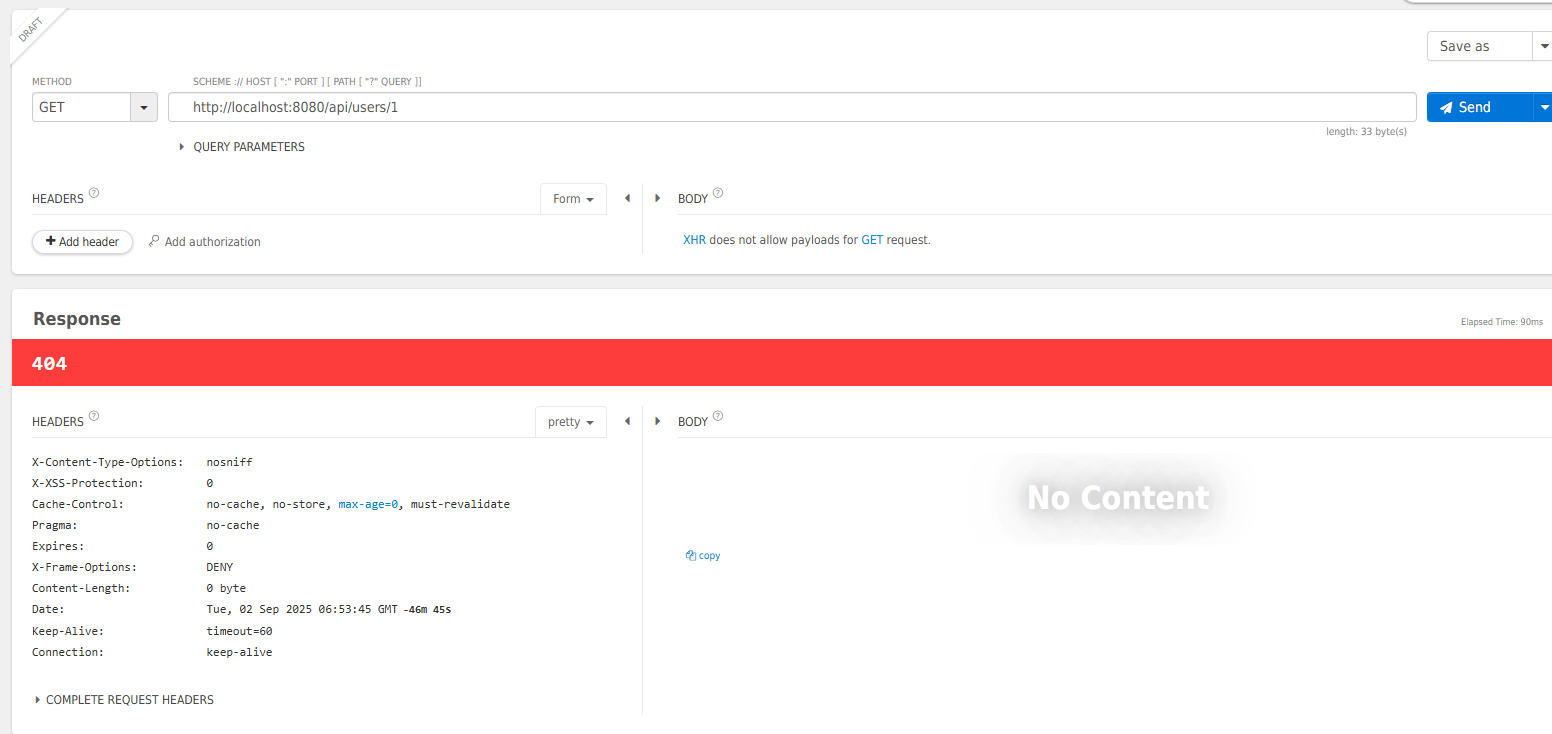 DRAFT
Save as
METHOD SCHEME :// HOST [ ":" PORT ] [ PATH [ "?" QUERY ]]
GET http://localhost:8080/api/users/1 Send
length: 33 byte(s)
QUERY PARAMETERS
HEADERS ? Form BODY ?
+ Add header Add authorization XHR does not allow payloads for GET request.
Response
Elapsed Time: 90ms
404
HEADERS ? pretty BODY ?
X-Content-Type-Options: nosniff
X-XSS-Protection: 0
Cache-Control: no-cache, no-store, max-age=0, must-revalidate
Pragma: no-cache
Expires: 0
X-Frame-Options: DENY
Content-Length: 0 byte
Date: Tue, 02 Sep 2025 06:53:45 GMT -46m 45s
Keep-Alive: timeout=60
Connection: keep-alive
No Content
copy
COMPLETE REQUEST HEADERS